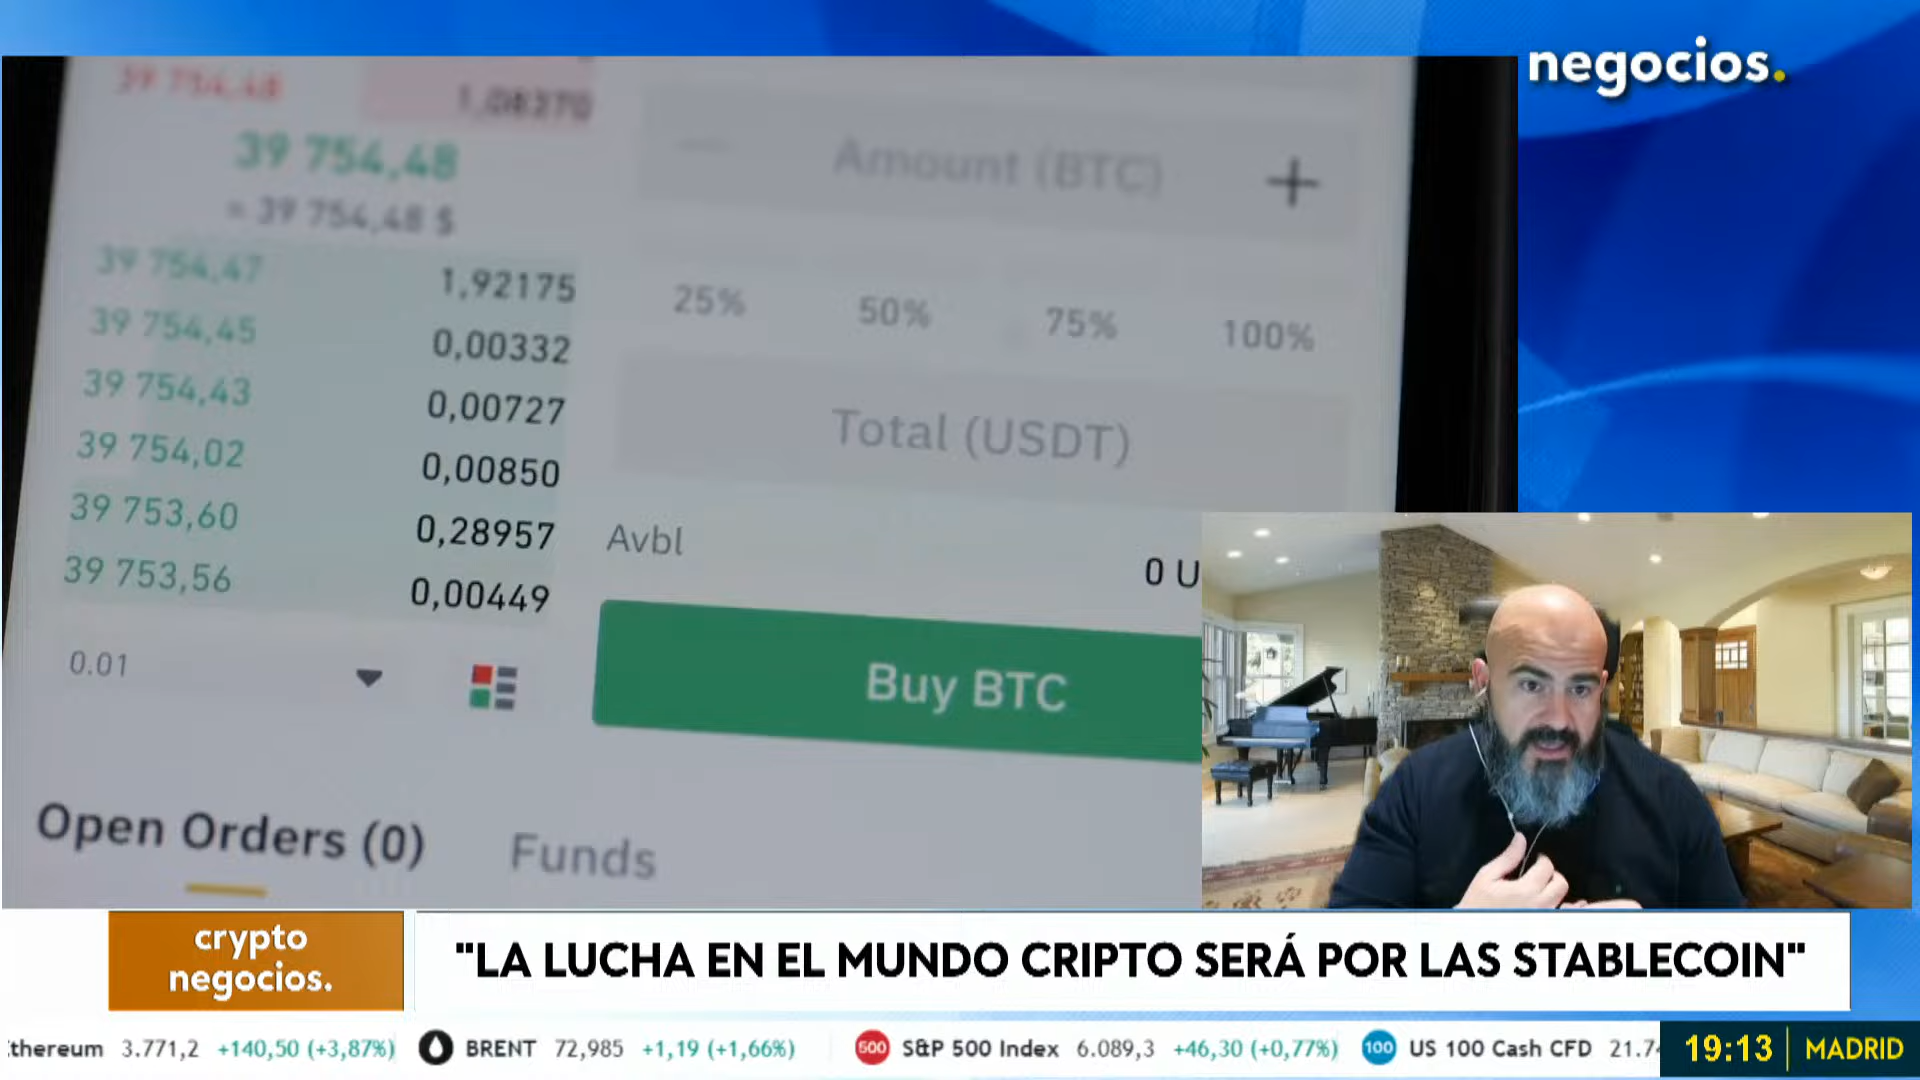 negocios.
39 754,48
1,08370
39 754,48
≈ 39 754,48 $
39 754,47 1,92175
39 754,45 0,00332
39 754,43 0,00727
39 754,02 0,00850
39 753,60 0,28957
39 753,56 0,00449
0.01
Amount (BTC)
25% 50% 75% 100%
Total (USDT)
Avbl 0 U
Buy BTC
Open Orders (0) Funds
crypto
negocios.
"LA LUCHA EN EL MUNDO CRIPTO SERÁ POR LAS STABLECOIN"
thereum 3.771,2 +140,50 (+3,87%) BRENT 72,985 +1,19 (+1,66%) 500 S&P 500 Index 6.089,3 +46,30 (+0,77%) 100 US 100 Cash CFD 21.7
19:13 MADRID